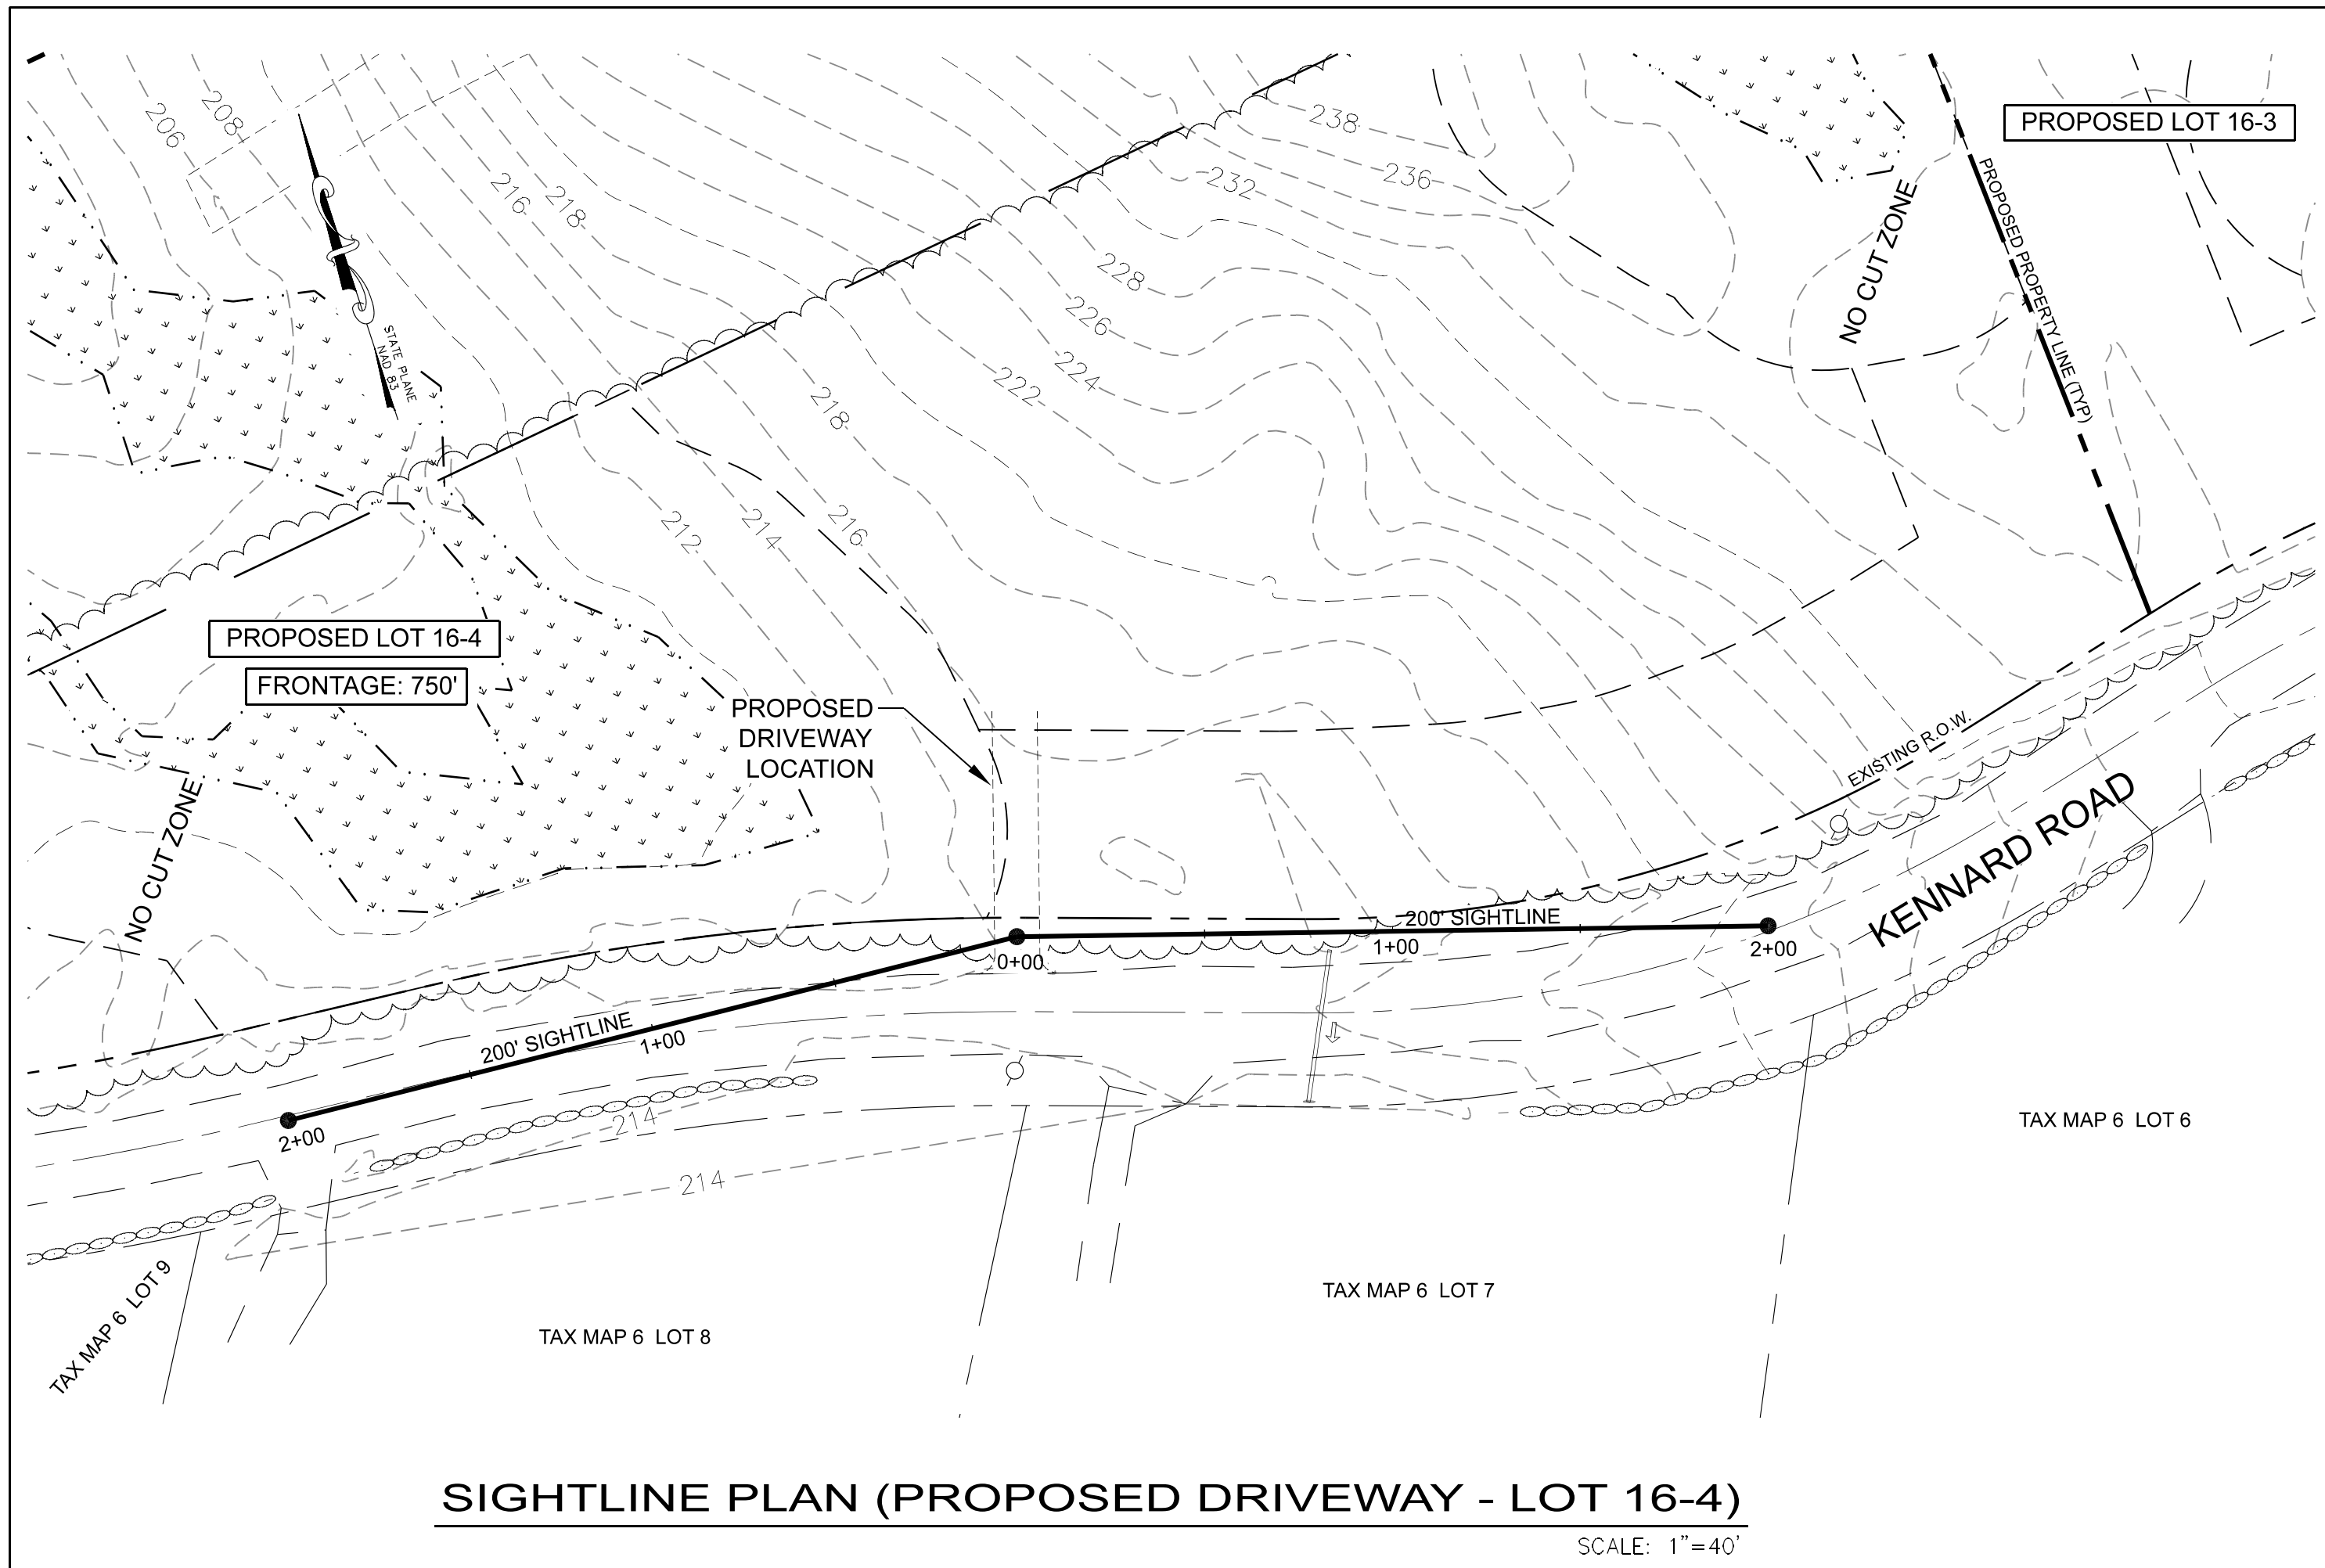 238
PROPOSED LOT 16-3
206
208
236
232
216
218
NO CUT ZONE
PROPOSED PROPERTY LINE (TYP)
228
226
STATE PLANE
NAD 83
224
222
218
212
214
216
PROPOSED LOT 16-4
FRONTAGE: 750'
PROPOSED
DRIVEWAY
LOCATION
EXISTING R.O.W.
NO CUT ZONE
KENNARD ROAD
200' SIGHTLINE
0+00
1+00
2+00
200' SIGHTLINE
1+00
2+00
214
214
TAX MAP 6 LOT 6
TAX MAP 6 LOT 9
TAX MAP 6 LOT 7
TAX MAP 6 LOT 8
SIGHTLINE PLAN (PROPOSED DRIVEWAY - LOT 16-4)
SCALE: 1"=40'